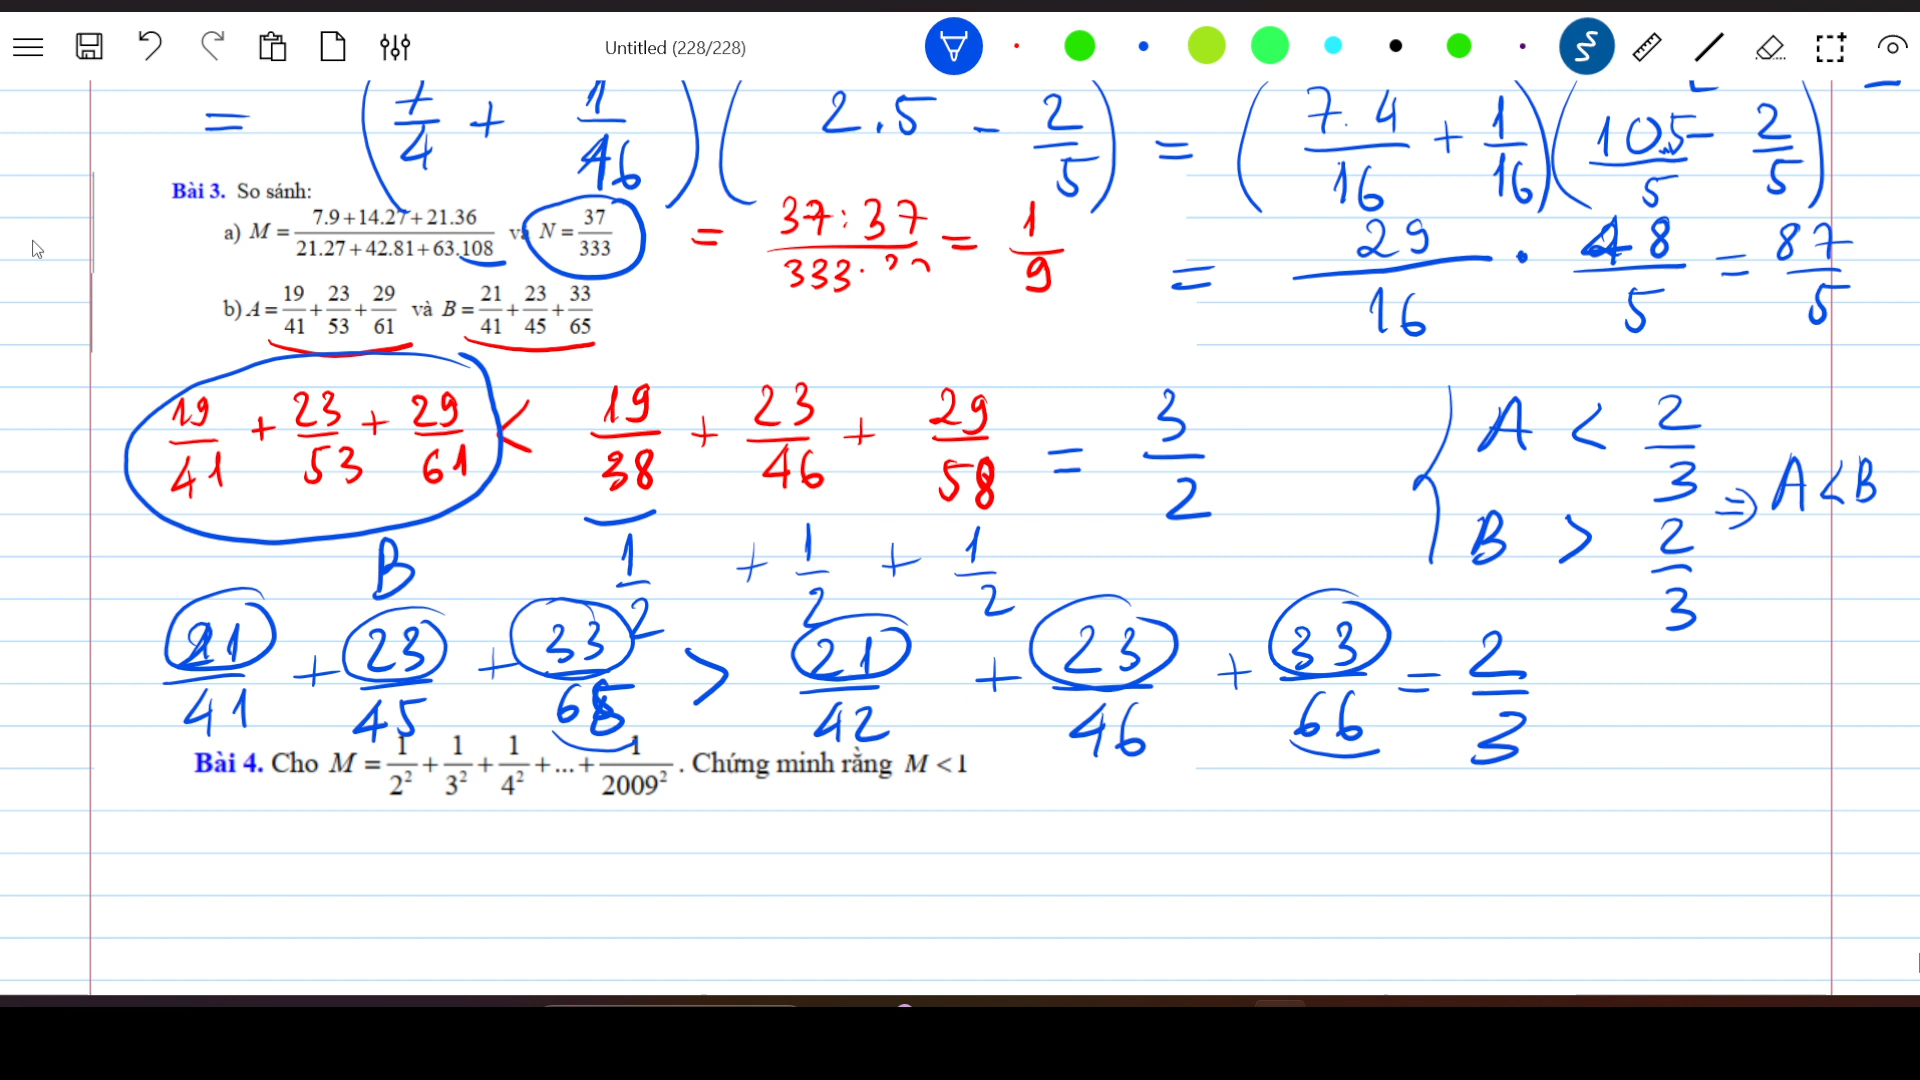 Untitled (228/228)
= (7/4 + 1/16)(2.5 - 2/5) = (7.4/16 + 1/16)(10.5/5 - 2/5)
Bài 3. So sánh:
a) M = (7.9+14.27+21.36)/(21.27+42.81+63.108) và N = 37/333 = 37:37/333: = 1/9
= 29/16 . 48/5 = 87/5
b) A = 19/41 + 23/53 + 29/61 và B = 21/41 + 23/45 + 33/65
19/41 + 23/53 + 29/61 < 19/38 + 23/46 + 29/58 = 3/2
A < 2/3
B > 2/3
=> A < B
B
1/2 + 1/2 + 1/2
21/41 + 23/45 + 33/65 > 21/42 + 23/46 + 33/66 = 2/3
Bài 4. Cho M = 1/2² + 1/3² + 1/4² + ... + 1/2009². Chứng minh rằng M < 1